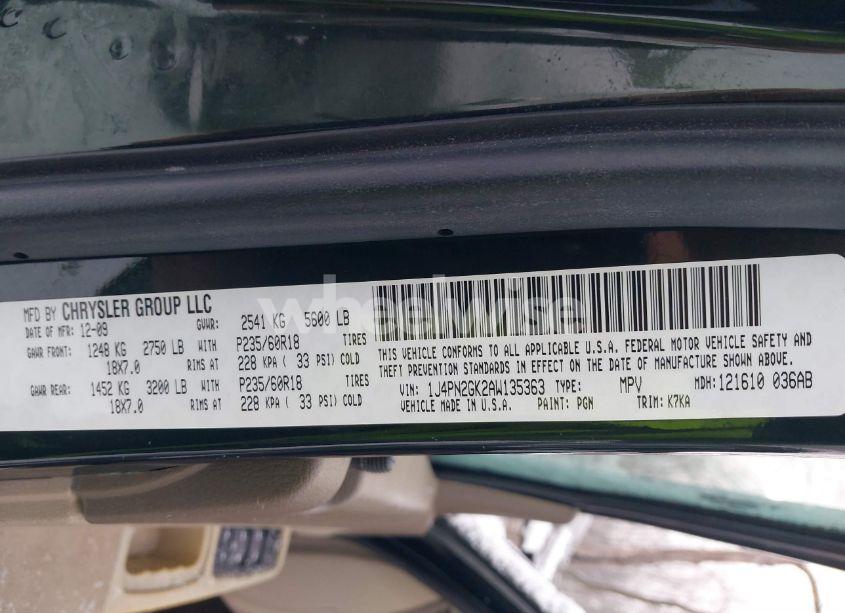 MFD BY CHRYSLER GROUP LLC
DATE OF MFR: 12-09 GVWR: 2541 KG / 5600 LB
GAWR FRONT: 1248 KG 2750 LB WITH P235/60R18 TIRES
18X7.0 RIMS AT 228 KPA ( 33 PSI) COLD
GAWR REAR: 1452 KG 3200 LB WITH P235/60R18 TIRES
18X7.0 RIMS AT 228 KPA ( 33 PSI) COLD
THIS VEHICLE CONFORMS TO ALL APPLICABLE U.S.A. FEDERAL MOTOR VEHICLE SAFETY AND
THEFT PREVENTION STANDARDS IN EFFECT ON THE DATE OF MANUFACTURE SHOWN ABOVE.
VIN: 1J4PN2GK2AW135363 TYPE: MPV MDH: 121610 036AB
VEHICLE MADE IN U.S.A. PAINT: PGN TRIM: K7KA
wheelwise